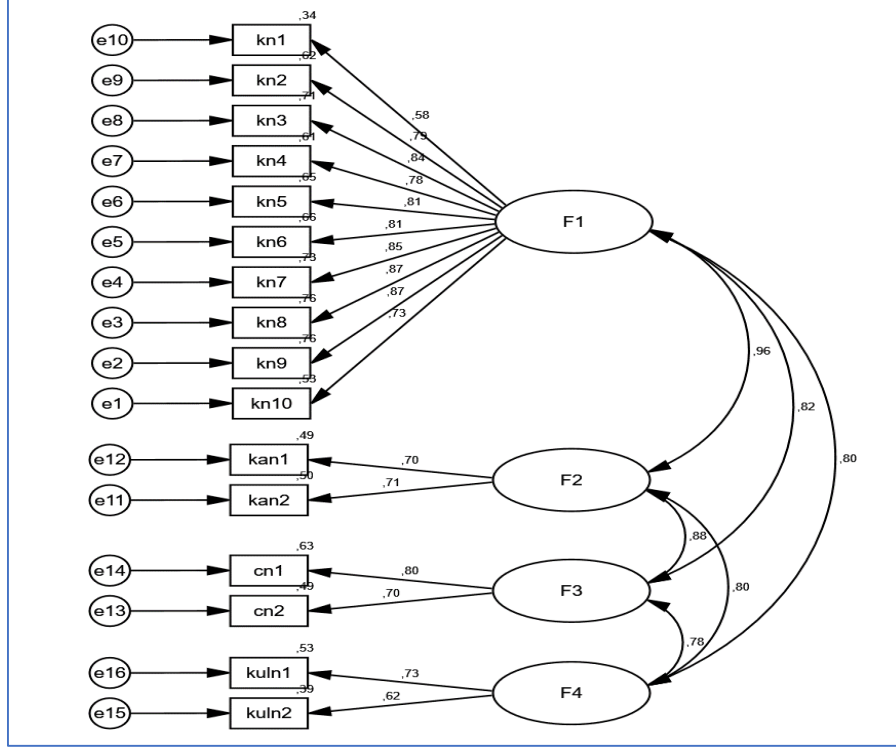 ,34
e10 kn1
,62
e9 kn2
,71
e8 kn3
,61
e7 kn4
,65
e6 kn5
,66
e5 kn6
,73
e4 kn7
,76
e3 kn8
,76
e2 kn9
,53
e1 kn10
,58
,79
,84
,78
,81
,81
,85
,87
,87
,73
F1
,96
,82
,80
,49
e12 kan1
,50
e11 kan2
,70
,71
F2
,88
,80
,63
e14 cn1
,49
e13 cn2
,80
,70
F3
,78
,53
e16 kuln1
,39
e15 kuln2
,73
,62
F4